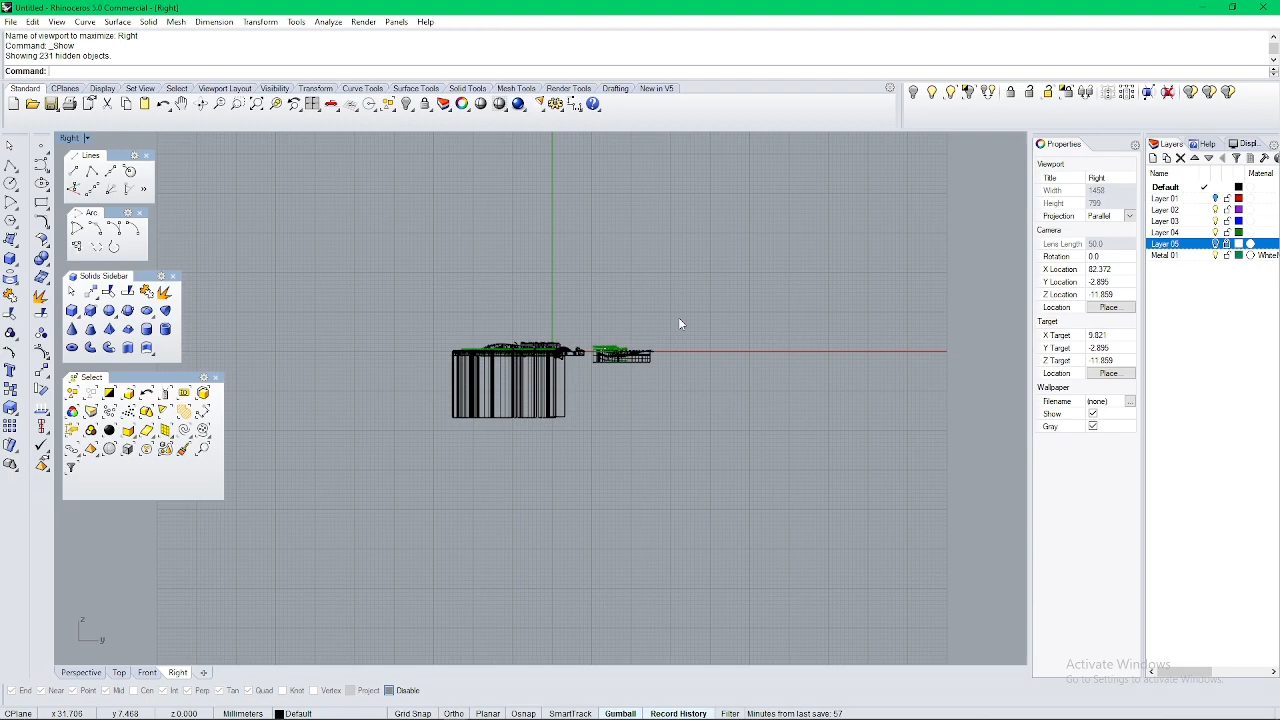 Untitled - Rhinoceros 5.0 Commercial - [Right]
File Edit View Curve Surface Solid Mesh Dimension Transform Tools Analyze Render Panels Help
Name of viewport to maximize: Right
Command: _Show
Showing 231 hidden objects.
Command:
Standard CPlanes Display Set View Select Viewport Layout Visibility Transform Curve Tools Surface Tools Solid Tools Mesh Tools Render Tools Drafting New in V5
Right
Lines
Arc
Solids Sidebar
Select
z
y
Properties
Viewport
Title Right
Width 1458
Height 799
Projection Parallel
Camera
Lens Length 50.0
Rotation 0.0
X Location 82.372
Y Location -2.895
Z Location -11.859
Location Place...
Target
X Target 9.821
Y Target -2.895
Z Target -11.859
Location Place...
Wallpaper
Filename (none) ...
Show
Gray
Layers Help Displ...
Name Material
Default
Layer 01
Layer 02
Layer 03
Layer 04
Layer 05
Metal 01 White
Activate Windows
Go to Settings to activate Windows.
Perspective Top Front Right
End Near Point Mid Cen Int Perp Tan Quad Knot Vertex Project Disable
CPlane x 31.706 y 7.468 z 0.000 Millimeters Default Grid Snap Ortho Planar Osnap SmartTrack Gumball Record History Filter Minutes from last save: 57